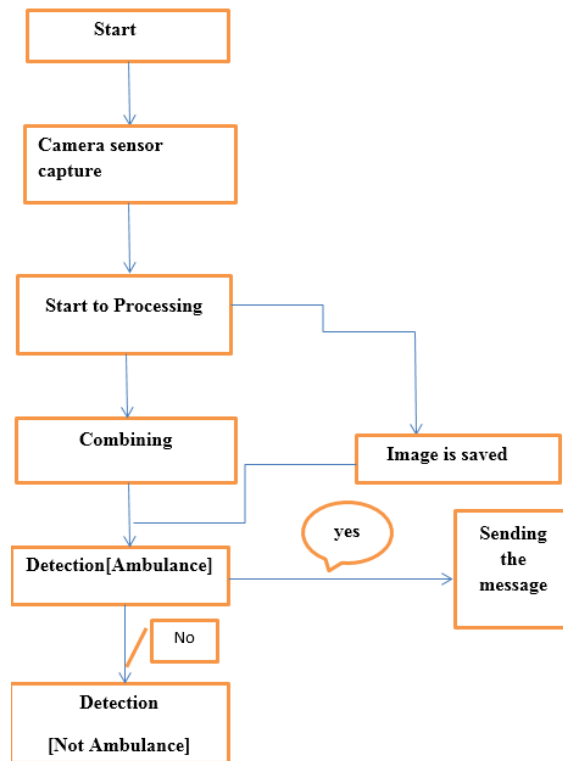 Start
Camera sensor
capture
Start to Processing
Combining
Image is saved
yes
Sending
the
message
Detection[Ambulance]
No
Detection
[Not Ambulance]